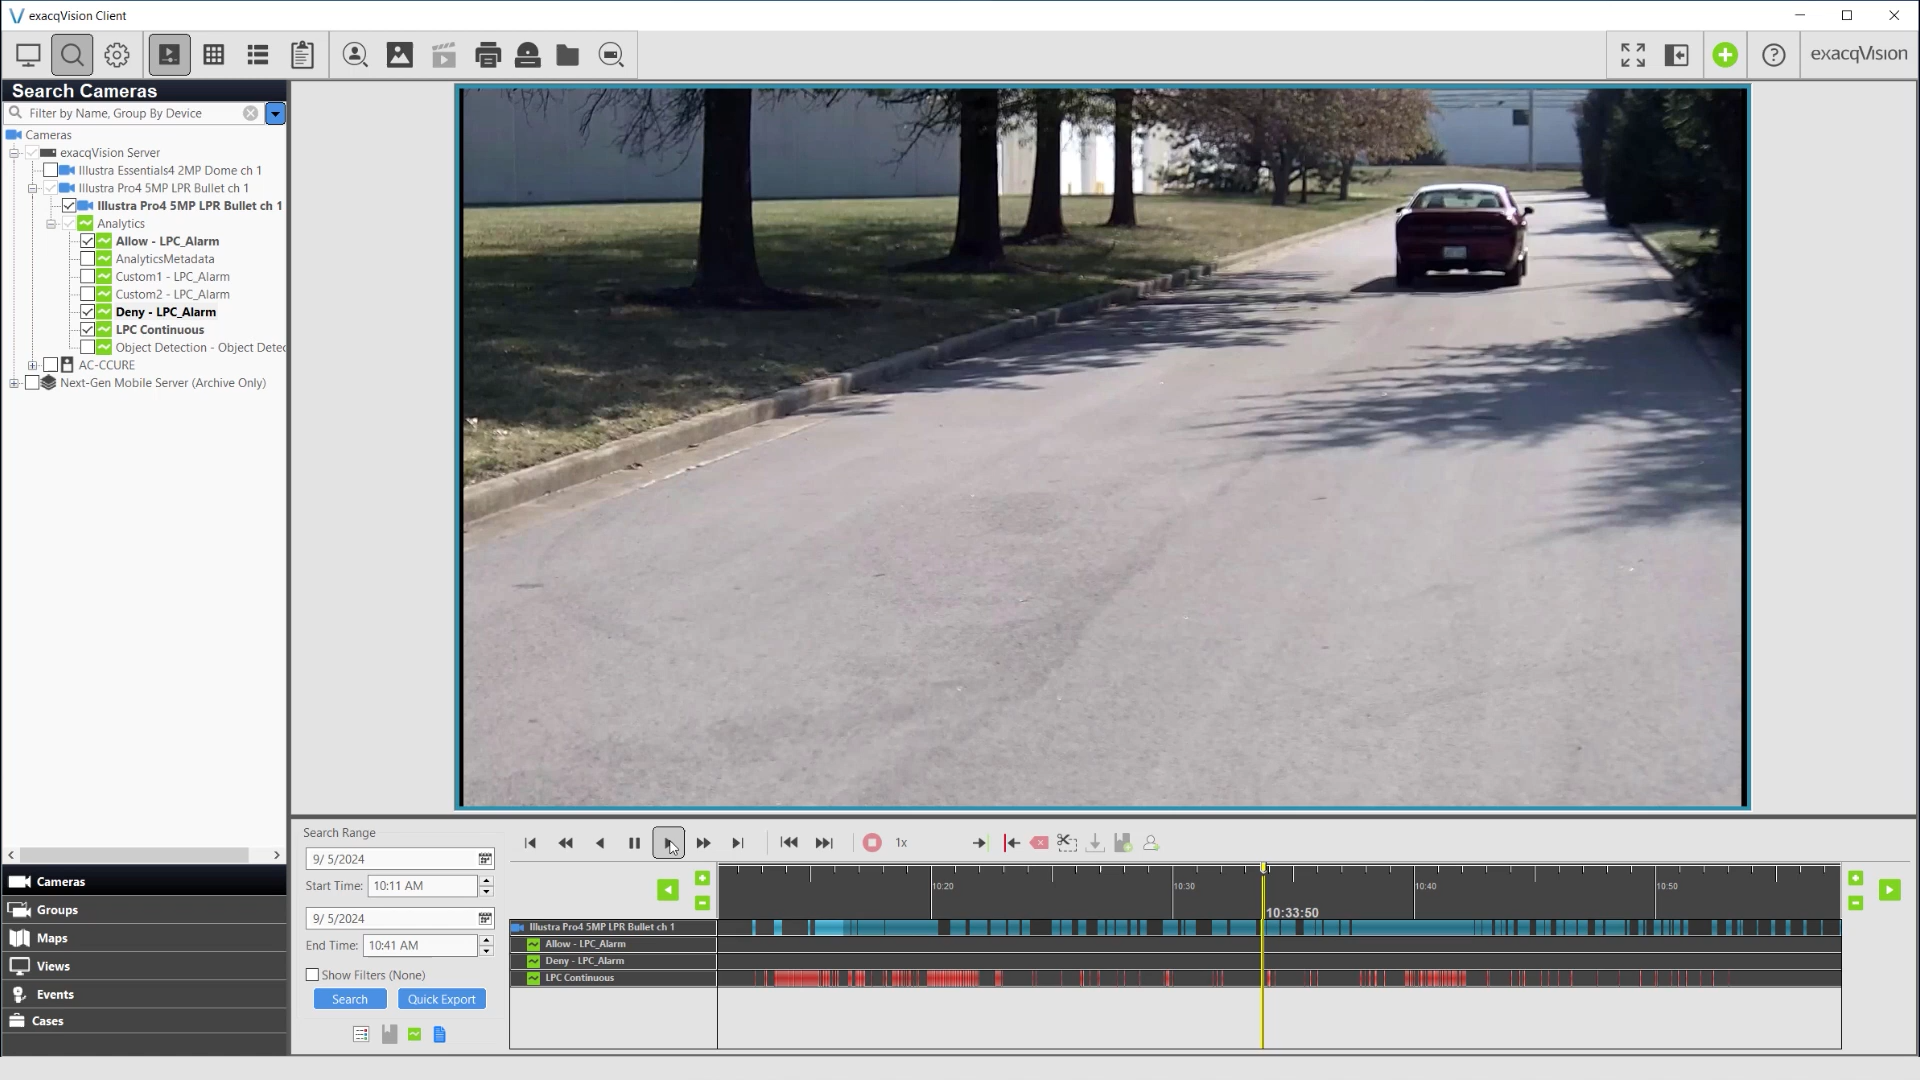 exacqVision Client
exacqVision
Search Cameras
Filter by Name, Group By Device
Cameras
exacqVision Server
Illustra Essentials4 2MP Dome ch 1
Illustra Pro4 5MP LPR Bullet ch 1
Illustra Pro4 5MP LPR Bullet ch 1
Analytics
Allow - LPC_Alarm
AnalyticsMetadata
Custom1 - LPC_Alarm
Custom2 - LPC_Alarm
Deny - LPC_Alarm
LPC Continuous
Object Detection - Object Detec
AC-CCURE
Next-Gen Mobile Server (Archive Only)
Cameras
Groups
Maps
Views
Events
Cases
Search Range
9/ 5/2024
Start Time: 10:11 AM
9/ 5/2024
End Time: 10:41 AM
Show Filters (None)
Search Quick Export
1x
10:20 10:30 10:40 10:50
10:33:50
Illustra Pro4 5MP LPR Bullet ch 1
Allow - LPC_Alarm
Deny - LPC_Alarm
LPC Continuous